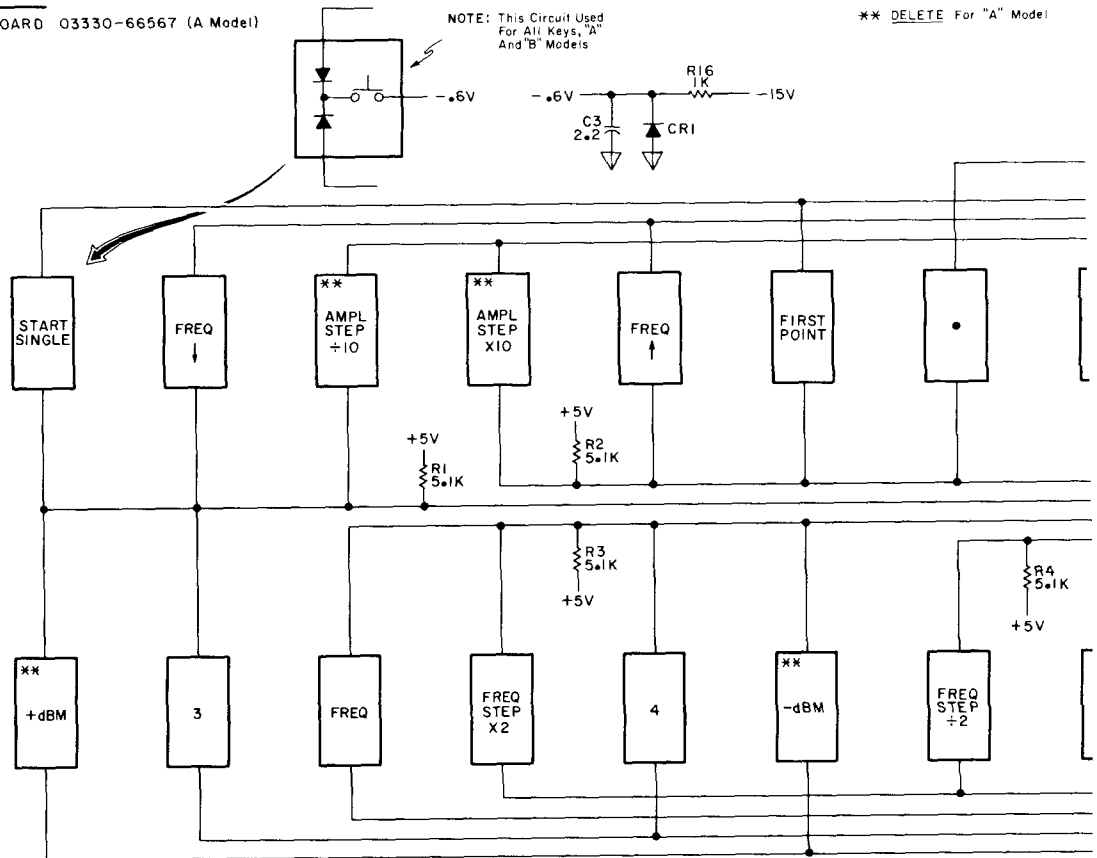 OARD 03330-66567 (A Model)
NOTE: This Circuit Used
For All Keys, "A"
And "B" Models
** DELETE For "A" Model
-.6V
-.6V
R16
1K
-15V
C3
2.2
CR1
START
SINGLE
FREQ
↓
**
AMPL
STEP
÷10
**
AMPL
STEP
X10
FREQ
↑
FIRST
POINT
•
+5V
R1
5.1K
+5V
R2
5.1K
R3
5.1K
+5V
R4
5.1K
+5V
**
+dBM
3
FREQ
FREQ
STEP
X2
4
**
-dBM
FREQ
STEP
÷2